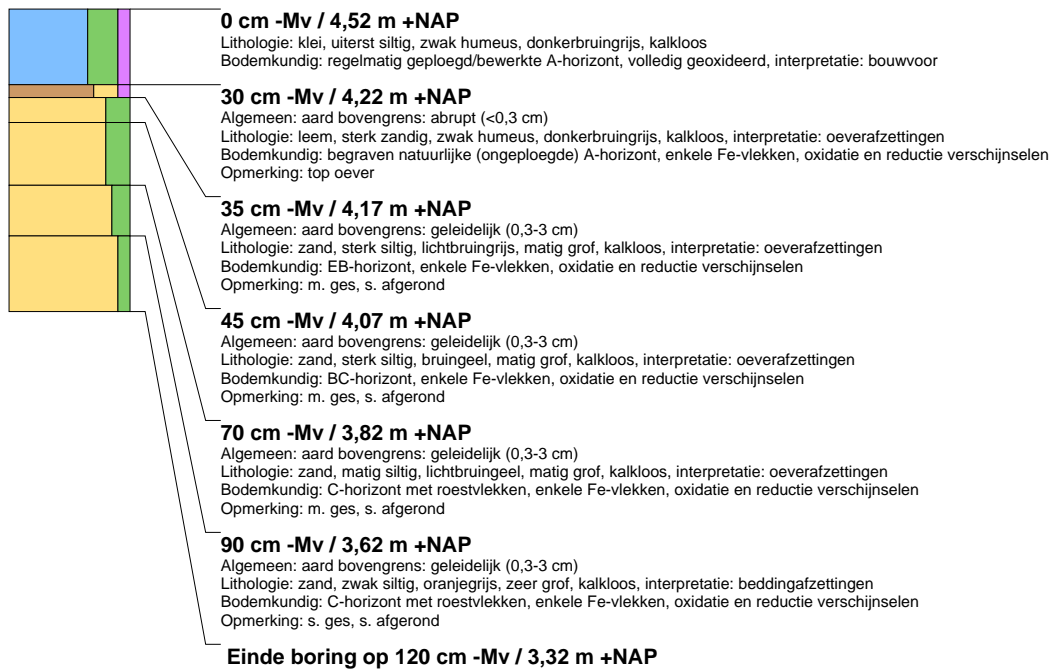 0 cm -Mv / 4,52 m +NAP
Lithologie: klei, uiterst siltig, zwak humeus, donkerbruingrijs, kalkloos
Bodemkundig: regelmatig geploegd/bewerkte A-horizont, volledig geoxideerd, interpretatie: bouwvoor
30 cm -Mv / 4,22 m +NAP
Algemeen: aard bovengrens: abrupt (<0,3 cm)
Lithologie: leem, sterk zandig, zwak humeus, donkerbruingrijs, kalkloos, interpretatie: oeverafzettingen
Bodemkundig: begraven natuurlijke (ongeploegde) A-horizont, enkele Fe-vlekken, oxidatie en reductie verschijnselen
Opmerking: top oever
35 cm -Mv / 4,17 m +NAP
Algemeen: aard bovengrens: geleidelijk (0,3-3 cm)
Lithologie: zand, sterk siltig, lichtbruingrijs, matig grof, kalkloos, interpretatie: oeverafzettingen
Bodemkundig: EB-horizont, enkele Fe-vlekken, oxidatie en reductie verschijnselen
Opmerking: m. ges, s. afgerond
45 cm -Mv / 4,07 m +NAP
Algemeen: aard bovengrens: geleidelijk (0,3-3 cm)
Lithologie: zand, sterk siltig, bruingeel, matig grof, kalkloos, interpretatie: oeverafzettingen
Bodemkundig: BC-horizont, enkele Fe-vlekken, oxidatie en reductie verschijnselen
Opmerking: m. ges, s. afgerond
70 cm -Mv / 3,82 m +NAP
Algemeen: aard bovengrens: geleidelijk (0,3-3 cm)
Lithologie: zand, matig siltig, lichtbruingeel, matig grof, kalkloos, interpretatie: oeverafzettingen
Bodemkundig: C-horizont met roestvlekken, enkele Fe-vlekken, oxidatie en reductie verschijnselen
Opmerking: m. ges, s. afgerond
90 cm -Mv / 3,62 m +NAP
Algemeen: aard bovengrens: geleidelijk (0,3-3 cm)
Lithologie: zand, zwak siltig, oranjegrijs, zeer grof, kalkloos, interpretatie: beddingafzettingen
Bodemkundig: C-horizont met roestvlekken, enkele Fe-vlekken, oxidatie en reductie verschijnselen
Opmerking: s. ges, s. afgerond
Einde boring op 120 cm -Mv / 3,32 m +NAP